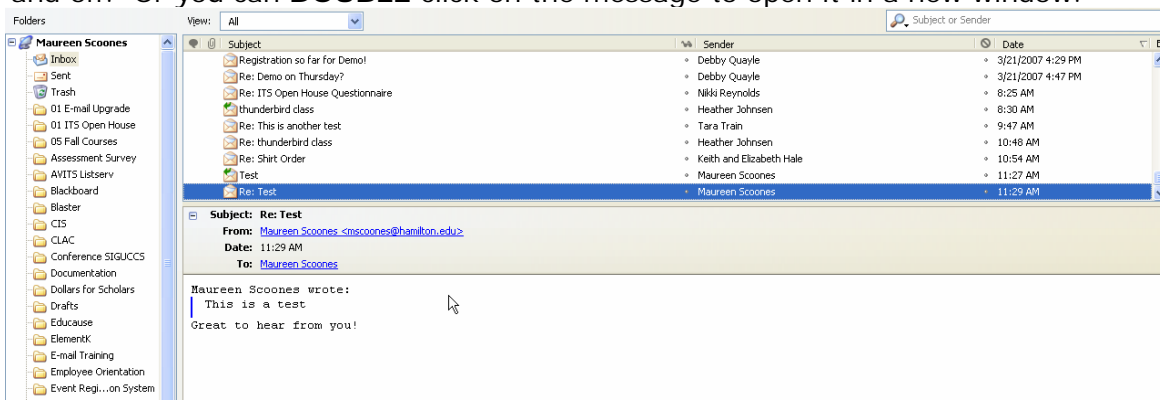 and off  Or you can DOUBLE click on the message to open it in a new window.
Folders
View: All
Subject or Sender
Maureen Scoones
Inbox
Sent
Trash
01 E-mail Upgrade
01 ITS Open House
05 Fall Courses
Assessment Survey
AVITS Listserv
Blackboard
Blaster
CIS
CLAC
Conference SIGUCCS
Documentation
Dollars for Scholars
Drafts
Educause
ElementK
E-mail Training
Employee Orientation
Event Regi...on System
Subject Sender Date
Registration so far for Demo! Debby Quayle 3/21/2007 4:29 PM
Re: Demo on Thursday? Debby Quayle 3/21/2007 4:47 PM
Re: ITS Open House Questionnaire Nikki Reynolds 8:25 AM
thunderbird class Heather Johnsen 8:30 AM
Re: This is another test Tara Train 9:47 AM
Re: thunderbird class Heather Johnsen 10:48 AM
Re: Shirt Order Keith and Elizabeth Hale 10:54 AM
Test Maureen Scoones 11:27 AM
Re: Test Maureen Scoones 11:29 AM
Subject: Re: Test
From: Maureen Scoones <mscoones@hamilton.edu>
Date: 11:29 AM
To: Maureen Scoones
Maureen Scoones wrote:
This is a test
Great to hear from you!